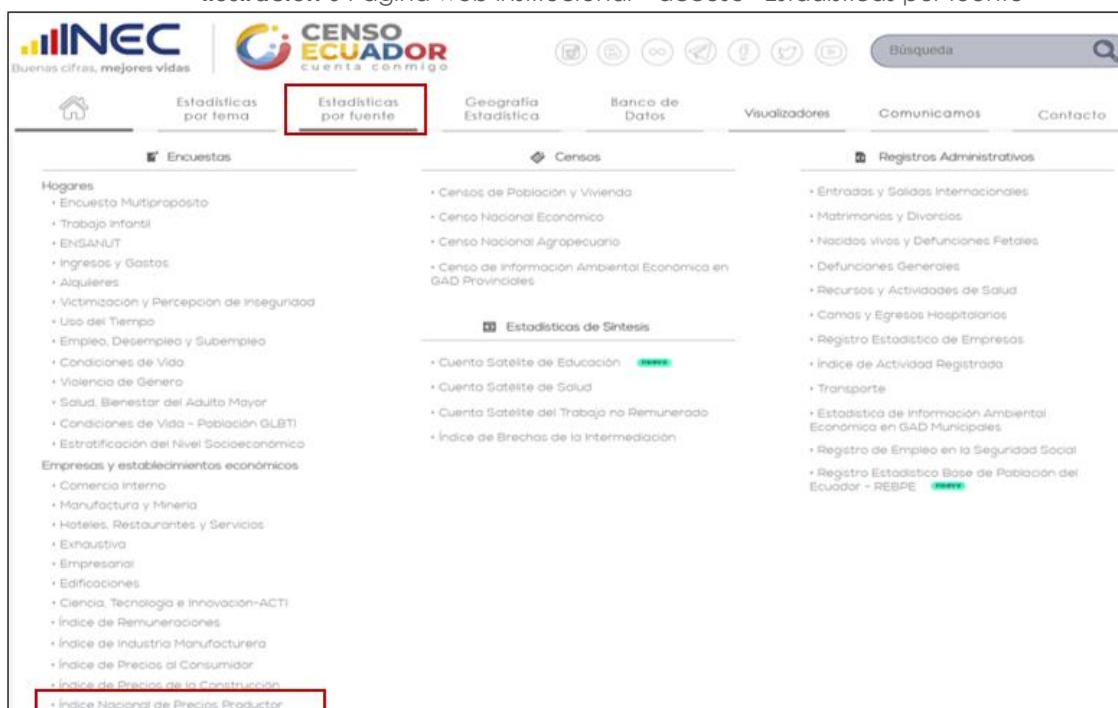 INEC
Buenas cifras, mejores vidas
CENSO
ECUADOR
cuenta conmigo
Búsqueda
Estadísticas
por tema
Estadísticas
por fuente
Geografía
Estadística
Banco de
Datos
Visualizadores
Comunicamos
Contacto
Encuestas
Hogares
• Encuesta Multipropósito
• Trabajo Infantil
• ENSANUT
• Ingresos y Gastos
• Alquileres
• Victimización y Percepción de Inseguridad
• Uso del Tiempo
• Empleo, Desempleo y Subempleo
• Condiciones de Vida
• Violencia de Género
• Salud, Bienestar del Adulto Mayor
• Condiciones de Vida - Población GLBTI
• Estratificación del Nivel Socioeconómico
Empresas y establecimientos económicos
• Comercio Interno
• Manufactura y Minería
• Hoteles, Restaurantes y Servicios
• Exhaustiva
• Empresarial
• Edificaciones
• Ciencia, Tecnología e Innovación-ACTI
• Índice de Remuneraciones
• Índice de Industria Manufacturera
• Índice de Precios al Consumidor
• Índice de Precios de la Construcción
• Índice Nacional de Precios Productor
Censos
• Censos de Población y Vivienda
• Censo Nacional Económico
• Censo Nacional Agropecuario
• Censo de Información Ambiental Económica en
GAD Provinciales
Estadísticas de Síntesis
• Cuenta Satélite de Educación nuevo
• Cuenta Satélite de Salud
• Cuenta Satélite del Trabajo no Remunerado
• Índice de Brechas de la Intermediación
Registros Administrativos
• Entradas y Salidas Internacionales
• Matrimonios y Divorcios
• Nacidos vivos y Defunciones Fetales
• Defunciones Generales
• Recursos y Actividades de Salud
• Camas y Egresos Hospitalarios
• Registro Estadístico de Empresas
• Índice de Actividad Registrada
• Transporte
• Estadística de Información Ambiental
Económica en GAD Municipales
• Registro de Empleo en la Seguridad Social
• Registro Estadístico Base de Población del
Ecuador - REBPE nuevo